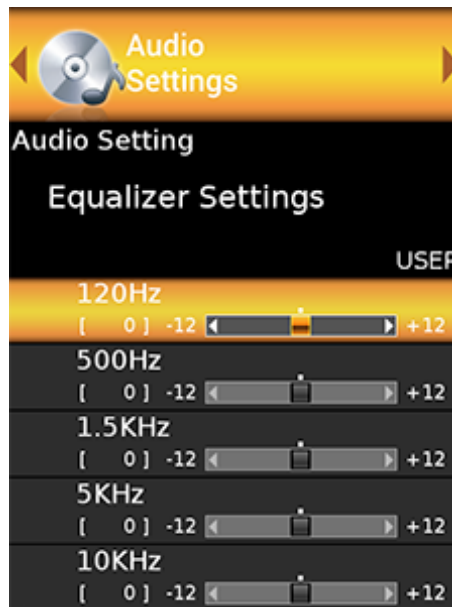 Audio
Settings
Audio Setting
Equalizer Settings
USER
120Hz
[ 0 ] -12 +12
500Hz
[ 0 ] -12 +12
1.5KHz
[ 0 ] -12 +12
5KHz
[ 0 ] -12 +12
10KHz
[ 0 ] -12 +12